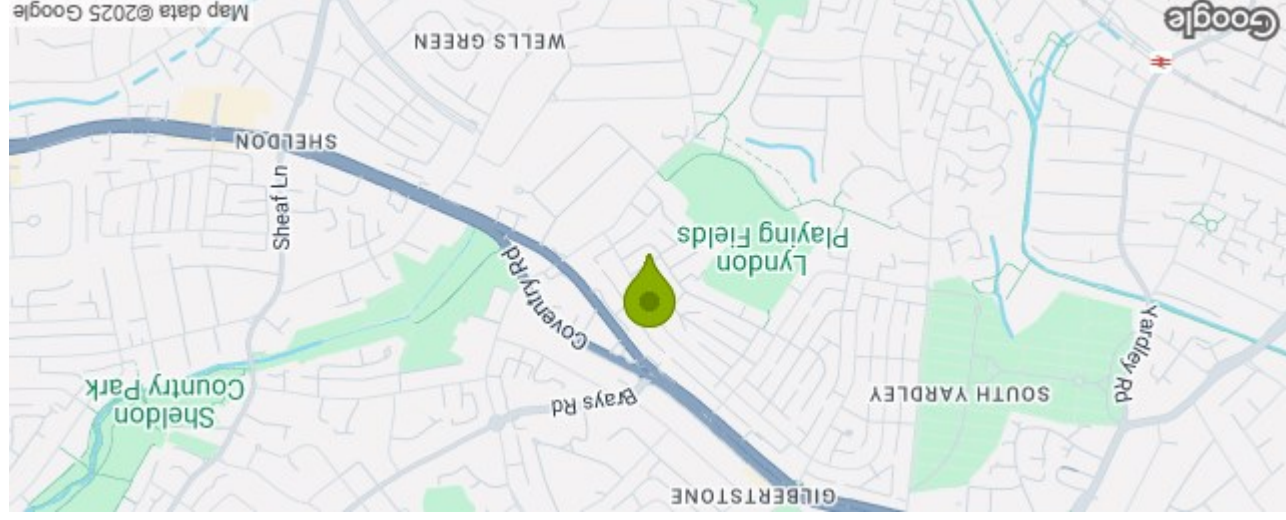 GILBERTSTONE
SOUTH YARDLEY
Brays Rd
Sheldon
Country Park
Yardley Rd
Coventry Rd
Lyndon
Playing Fields
Sheaf Ln
SHELDON
WELLS GREEN
Google
Map data ©2025 Google